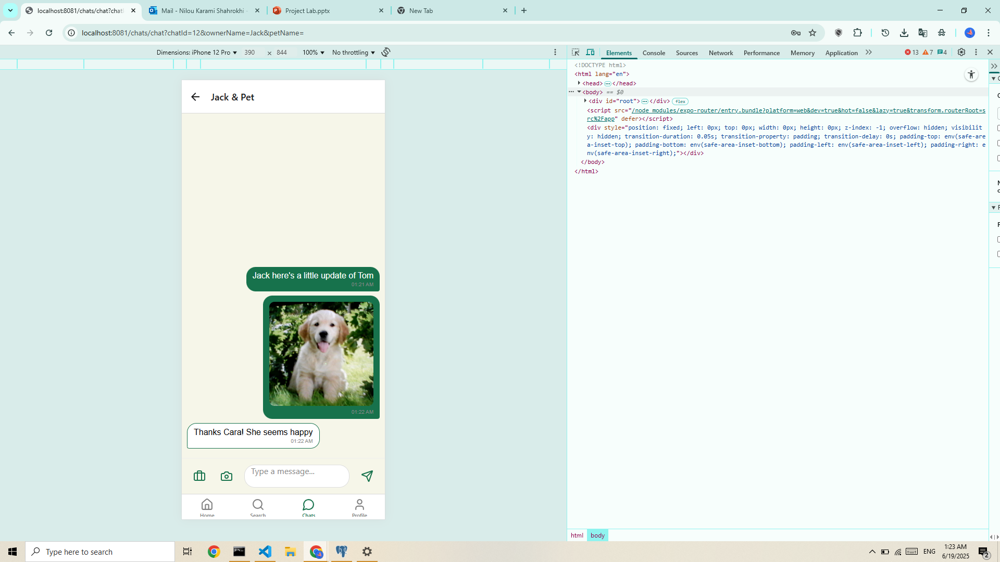 localhost:8081/chats/chat?chatI
Mail - Nilou Karami Shahrokhi -
Project Lab.pptx
New Tab
localhost:8081/chats/chat?chatId=12&ownerName=Jack&petName=
Dimensions: iPhone 12 Pro
390
×
844
100%
No throttling
Elements
Console
Sources
Network
Performance
Memory
Application
13
7
4
Jack & Pet
Jack here's a little update of Tom
01:21 AM
01:22 AM
Thanks Cara! She seems happy
01:22 AM
Type a message...
Home
Search
Chats
Profile
<!DOCTYPE html>
<html lang="en">
<head>…</head>
<body> == $0
<div id="root">…</div> flex
<script src="/node_modules/expo-router/entry.bundle?platform=web&dev=true&hot=false&lazy=true&transform.routerRoot=s
rc%2Fapp" defer></script>
<div style="position: fixed; left: 0px; top: 0px; width: 0px; height: 0px; z-index: -1; overflow: hidden; visibilit
y: hidden; transition-duration: 0.05s; transition-property: padding; transition-delay: 0s; padding-top: env(safe-are
a-inset-top); padding-bottom: env(safe-area-inset-bottom); padding-left: env(safe-area-inset-left); padding-right: e
nv(safe-area-inset-right);"></div>
</body>
</html>
html
body
Type here to search
ENG
1:23 AM
6/19/2025
2